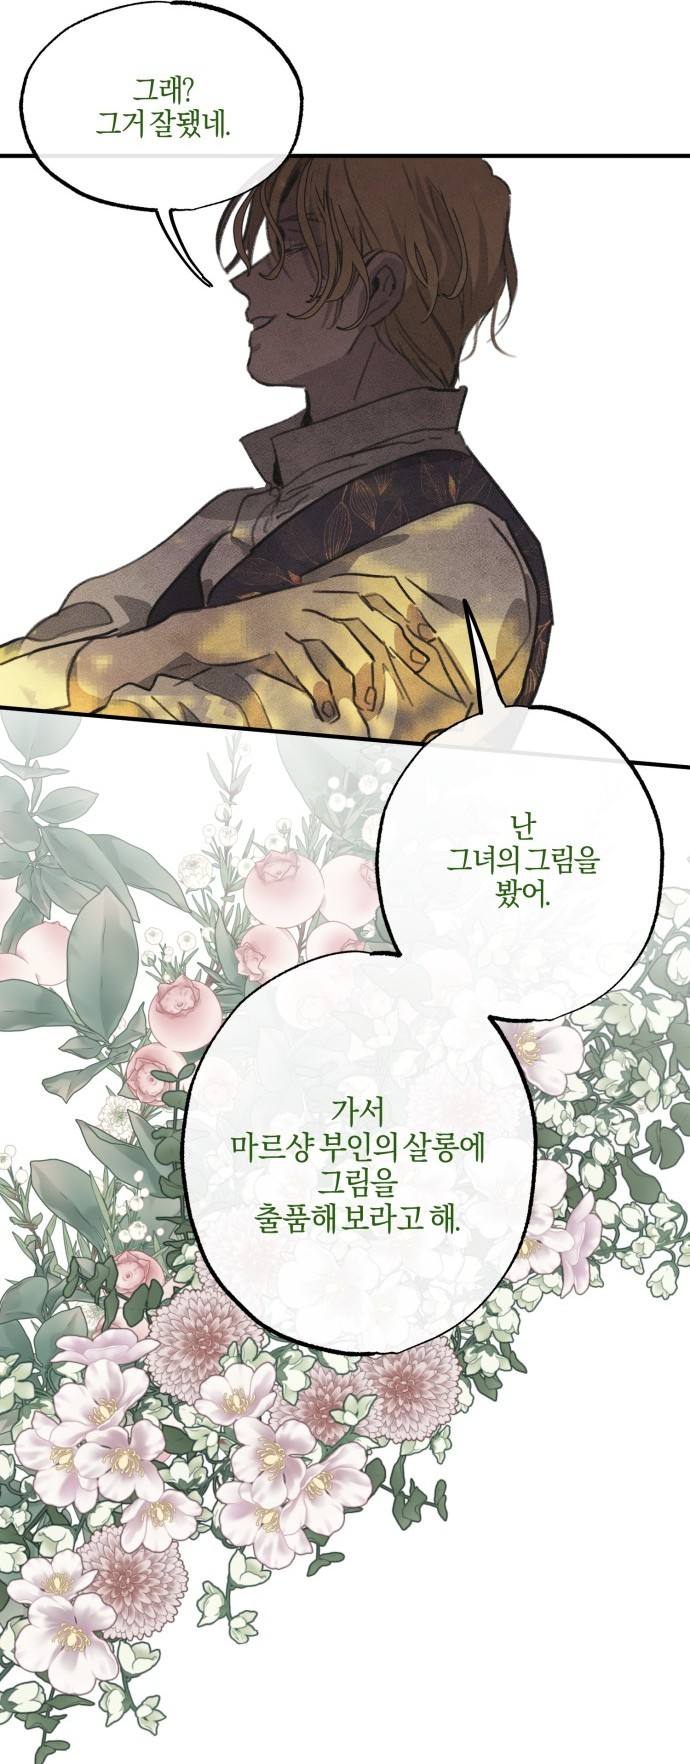 그래?
그거 잘됐네.
난
그녀의 그림을
봤어.
가서
마르샹 부인의 살롱에
그림을
출품해 보라고 해.